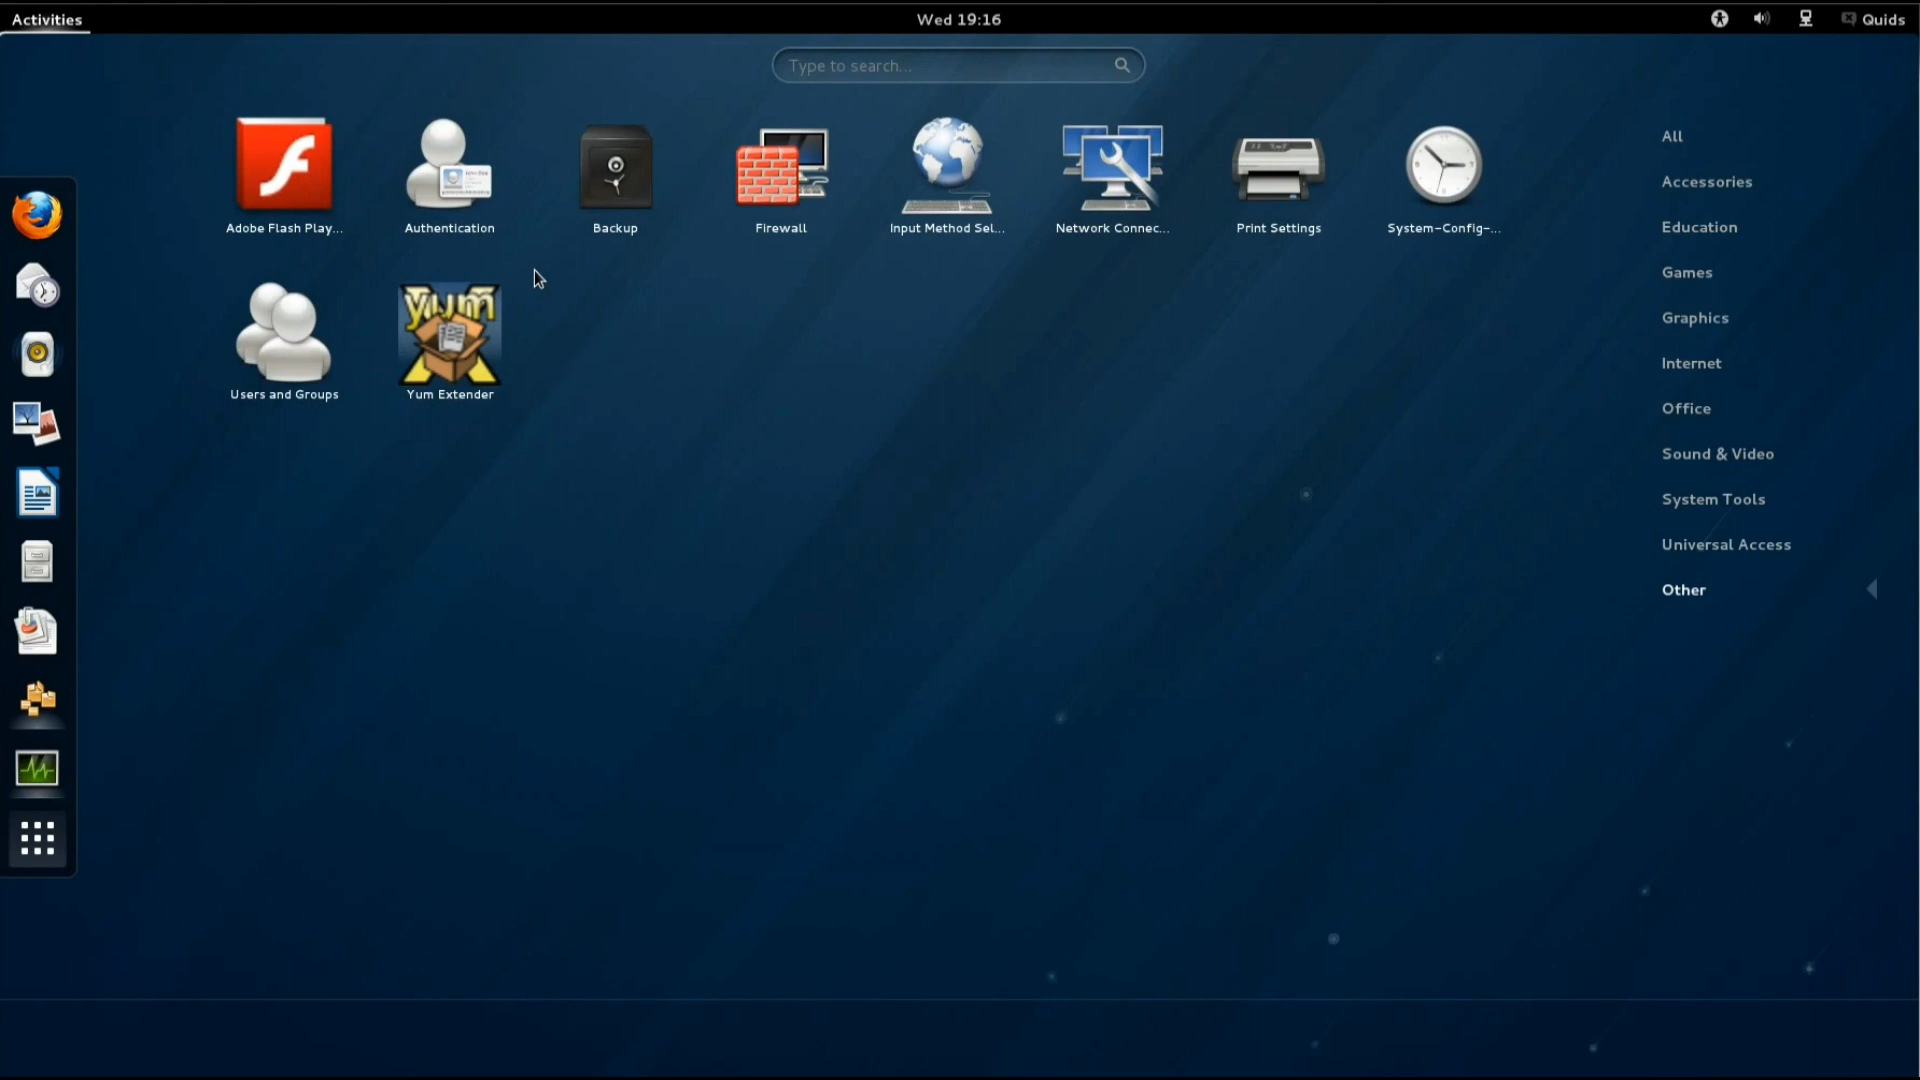 Activities
Wed 19:16
Quids
Type to search...
Adobe Flash Play...
Authentication
Backup
Firewall
Input Method Sel...
Network Connec...
Print Settings
System-Config-...
Users and Groups
yum
Yum Extender
All
Accessories
Education
Games
Graphics
Internet
Office
Sound & Video
System Tools
Universal Access
Other